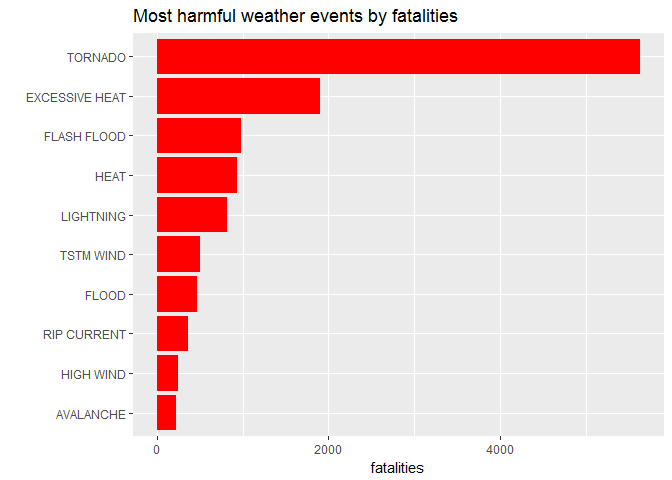 Most harmful weather events by fatalities
TORNADO
EXCESSIVE HEAT
FLASH FLOOD
HEAT
LIGHTNING
TSTM WIND
FLOOD
RIP CURRENT
HIGH WIND
AVALANCHE
0 2000 4000
fatalities